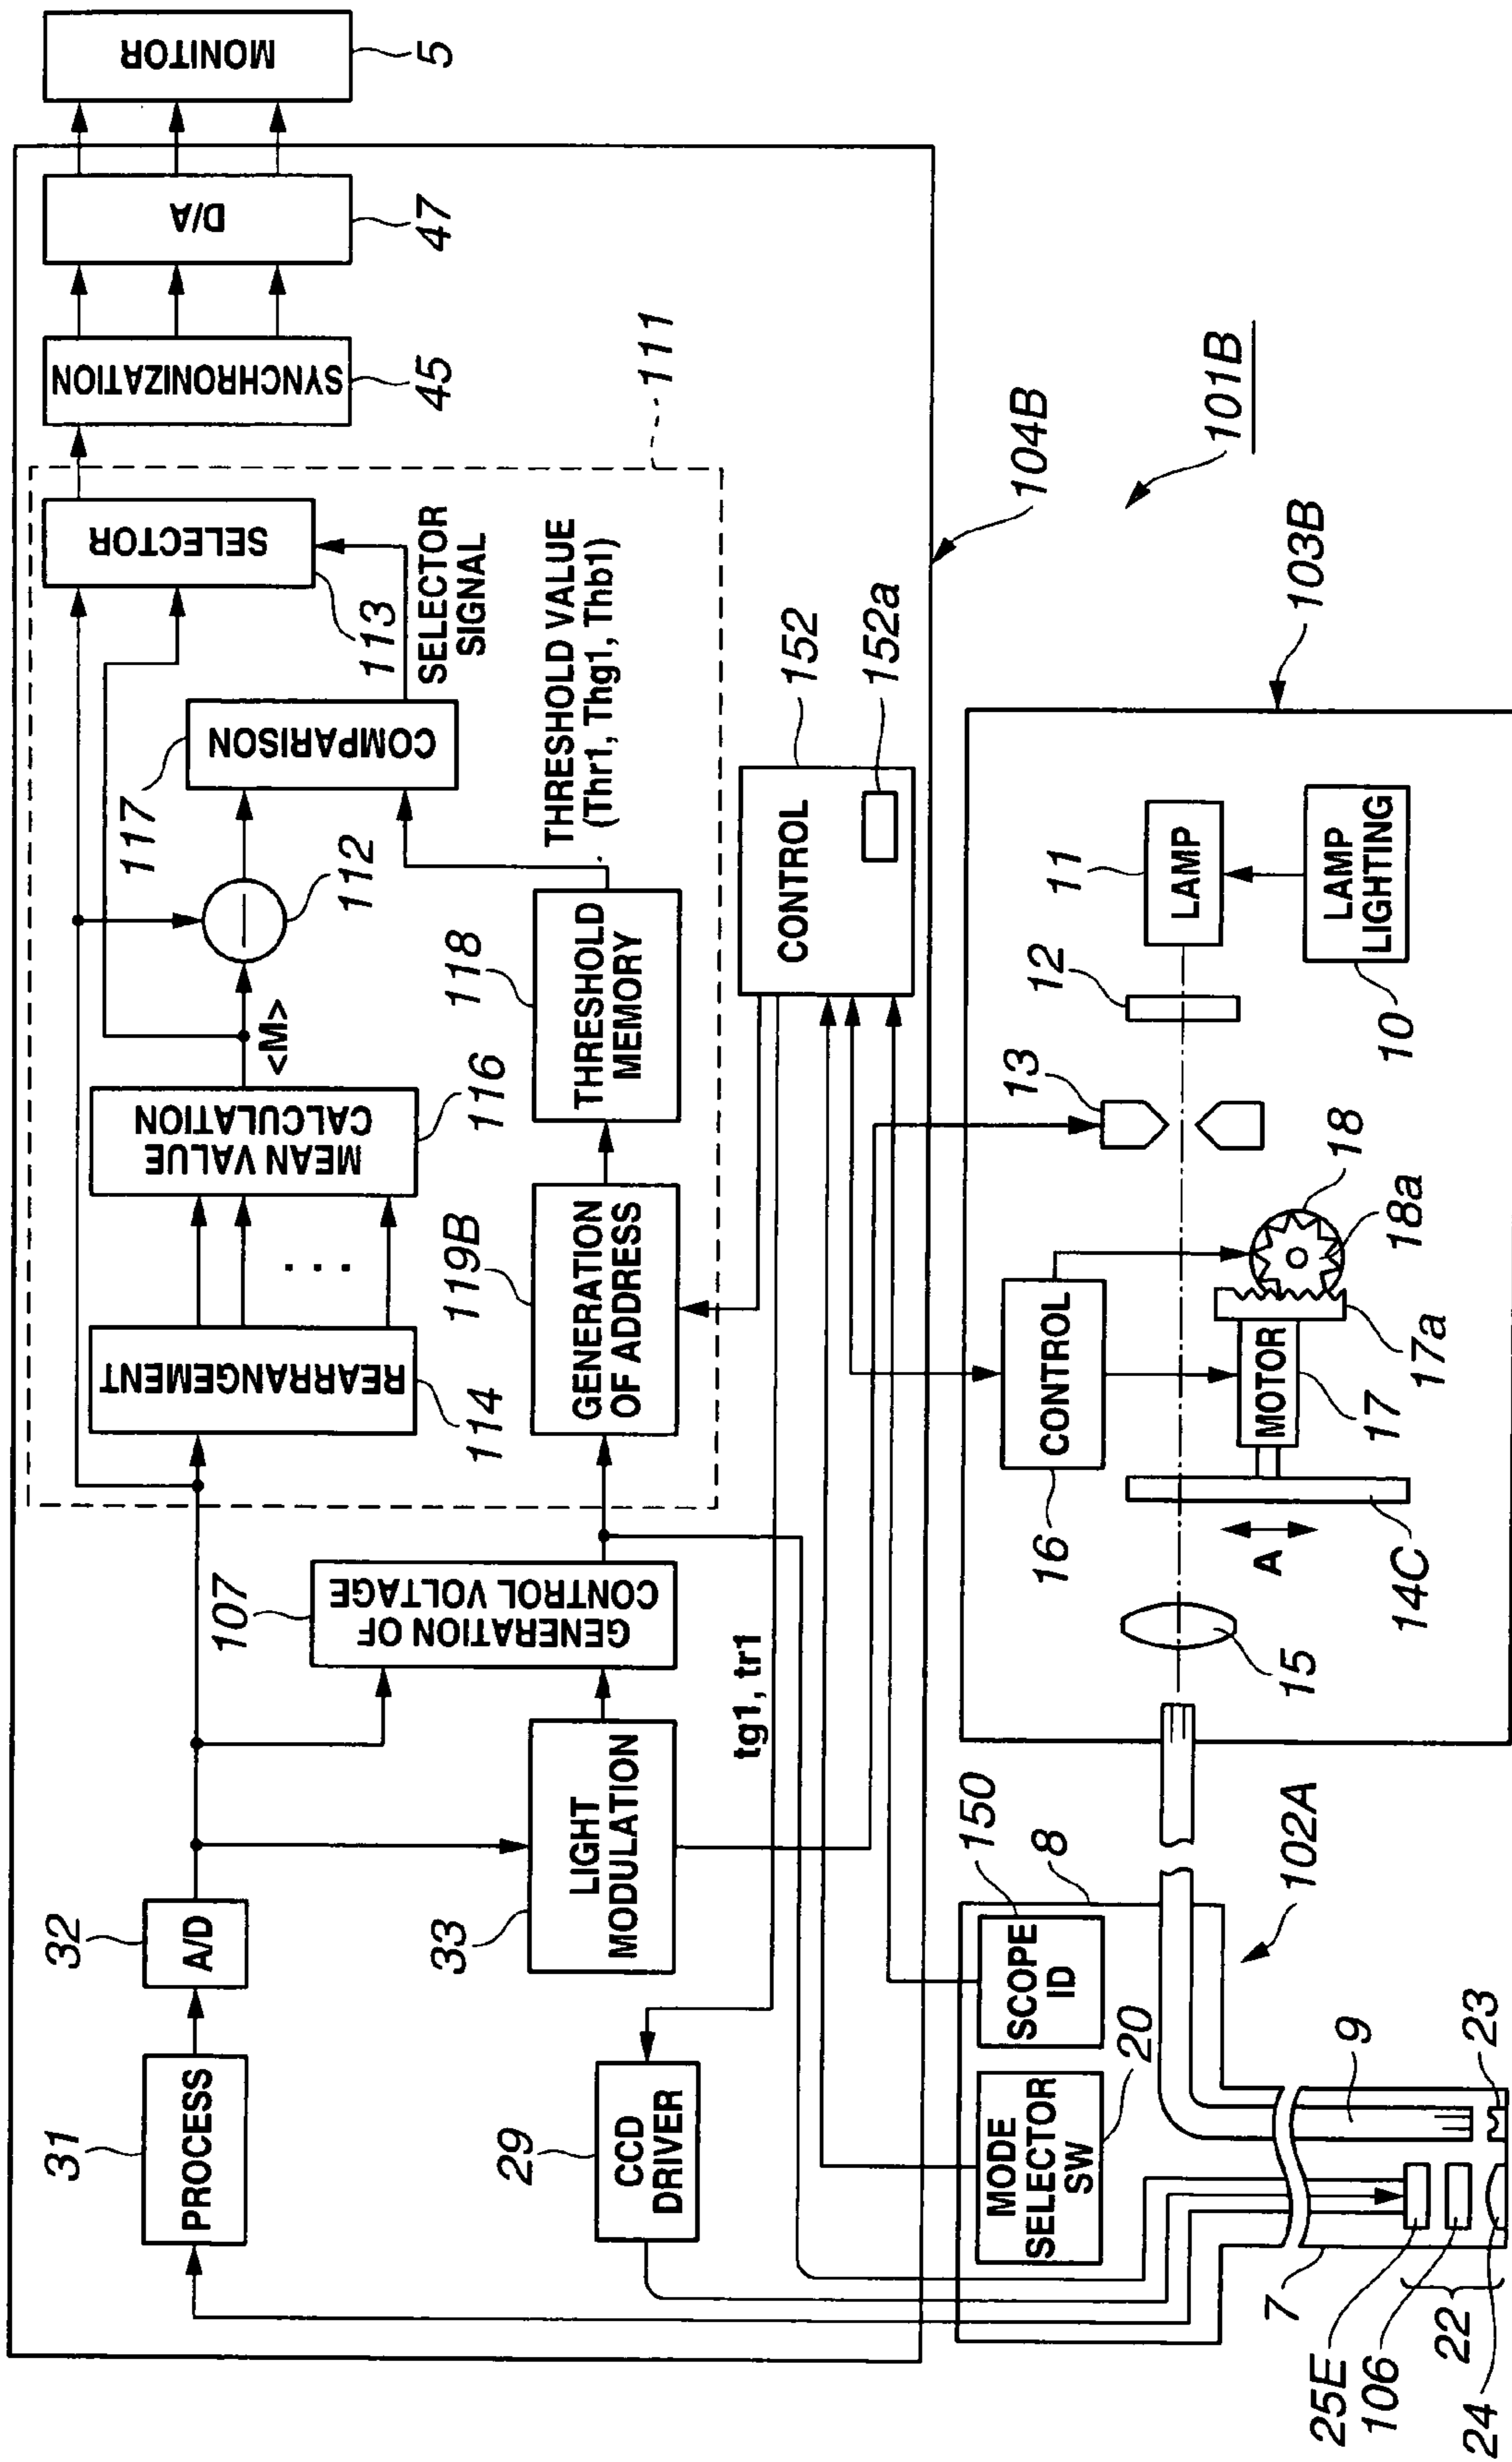 101B
104B
31
PROCESS
32
A/D
111
114
REARRANGEMENT
116
MEAN VALUE
CALCULATION
<M>
112
117
COMPARISON
113
SELECTOR
SELECTOR
SIGNAL
45
SYNCHRONIZATION
47
D/A
5
MONITOR
107
GENERATION OF
CONTROL VOLTAGE
33
LIGHT
MODULATION
119B
GENERATION
OF ADDRESS
118
THRESHOLD
MEMORY
THRESHOLD VALUE
(Thr1, Thg1, Thb1)
29
CCD
DRIVER
tg1, tr1
152
CONTROL
152a
103B
MODE
SELECTOR
SW
20
SCOPE
ID
150
8
102A
16
CONTROL
13
12
11
LAMP
LAMP
LIGHTING
10
18
18a
17a
MOTOR
17
A
14C
15
7
9
23
25E
106
22
24